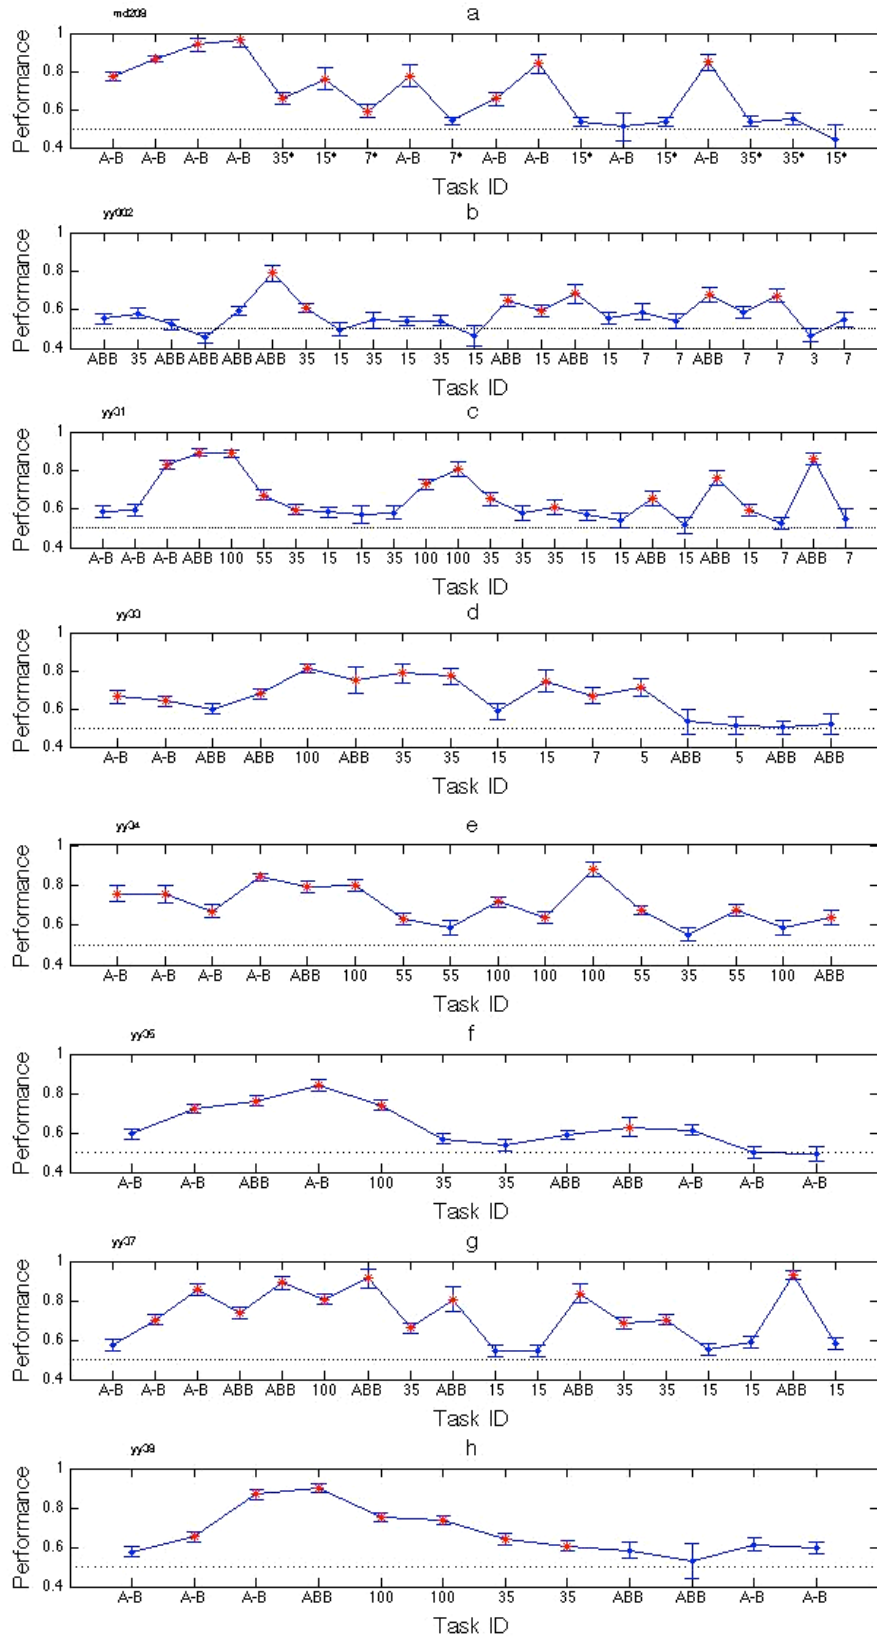 md209 a
1
0.8
0.6
0.4
Performance
A-B A-B A-B A-B 35* 15* 7* A-B 7* A-B A-B 15* A-B 15* A-B 35* 35* 15*
Task ID
yy002 b
1
0.8
0.6
0.4
Performance
ABB 35 ABB ABB ABB ABB 35 15 35 15 35 15 ABB 15 ABB 15 7 7 ABB 7 7 3 7
Task ID
yy31 c
1
0.8
0.6
0.4
Performance
A-B A-B A-B ABB 100 55 35 15 15 35 100 100 35 35 35 15 15 ABB 15 ABB 15 7 ABB 7
Task ID
yy33 d
1
0.8
0.6
0.4
Performance
A-B A-B ABB ABB 100 ABB 35 35 15 15 7 5 ABB 5 ABB ABB
Task ID
yy34 e
1
0.8
0.6
0.4
Performance
A-B A-B A-B A-B ABB 100 55 55 100 100 100 55 35 55 100 ABB
Task ID
f
1
0.8
0.6
0.4
Performance
A-B A-B ABB A-B 100 35 35 ABB ABB A-B A-B A-B
Task ID
yy37 g
1
0.8
0.6
0.4
Performance
A-B A-B A-B ABB ABB 100 ABB 35 ABB 15 15 ABB 35 35 15 15 ABB 15
Task ID
h
1
0.8
0.6
0.4
Performance
A-B A-B A-B ABB 100 100 35 35 ABB ABB A-B A-B
Task ID